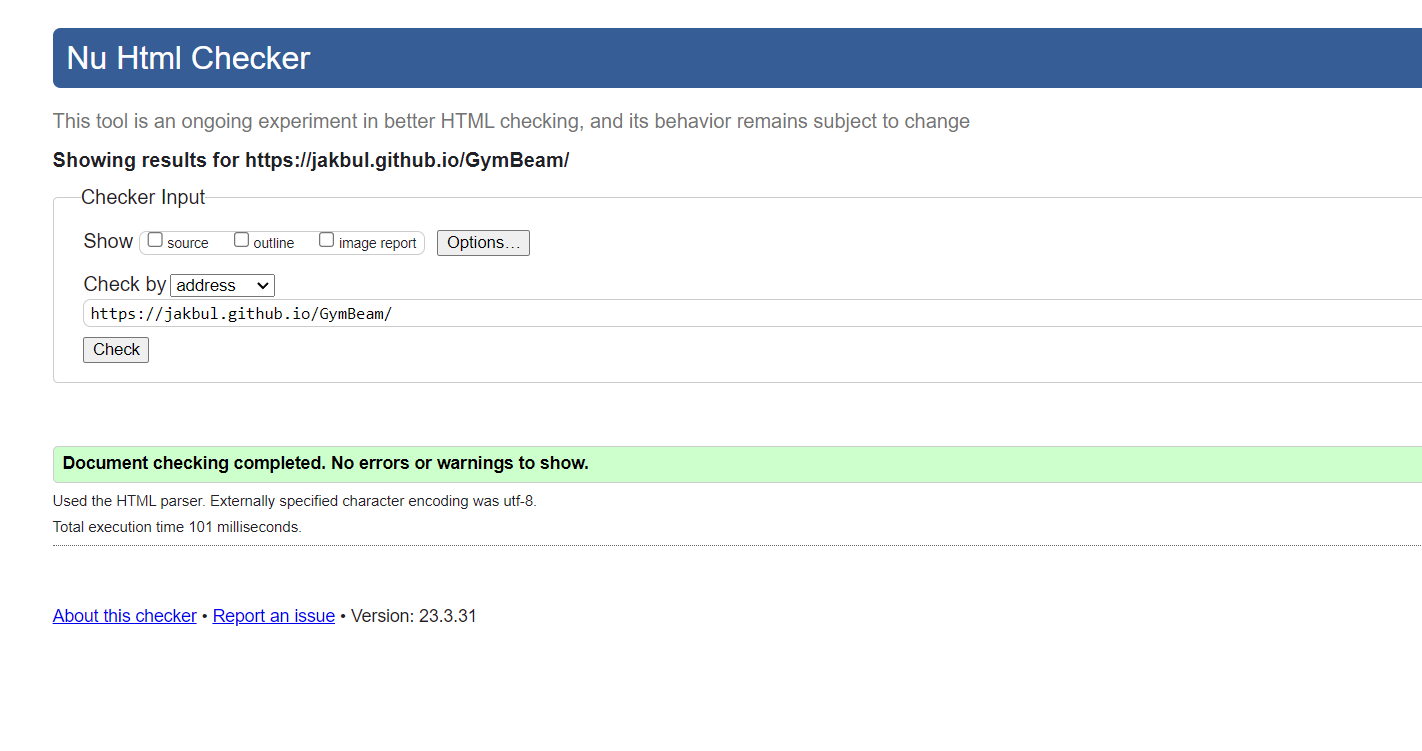 Nu Html Checker
This tool is an ongoing experiment in better HTML checking, and its behavior remains subject to change
Showing results for https://jakbul.github.io/GymBeam/
Checker Input
Show source outline image report Options…
Check by address
https://jakbul.github.io/GymBeam/
Check
Document checking completed. No errors or warnings to show.
Used the HTML parser. Externally specified character encoding was utf-8.
Total execution time 101 milliseconds.
About this checker • Report an issue • Version: 23.3.31